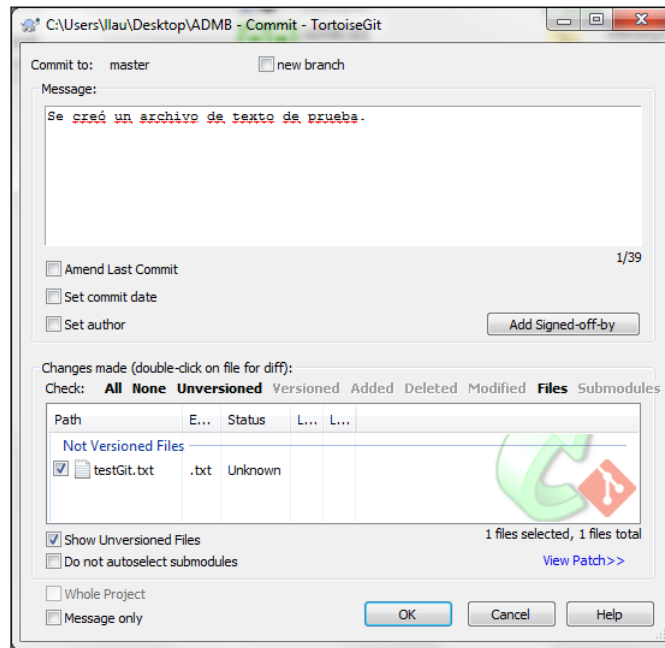 C:\Users\llau\Desktop\ADMB - Commit - TortoiseGit
Commit to: master new branch
Message:
Se creó un archivo de texto de prueba.
1/39
Amend Last Commit
Set commit date
Set author Add Signed-off-by
Changes made (double-click on file for diff):
Check: All None Unversioned Versioned Added Deleted Modified Files Submodules
Path E... Status L... L...
Not Versioned Files
testGit.txt .txt Unknown
Show Unversioned Files 1 files selected, 1 files total
Do not autoselect submodules View Patch>>
Whole Project
Message only OK Cancel Help